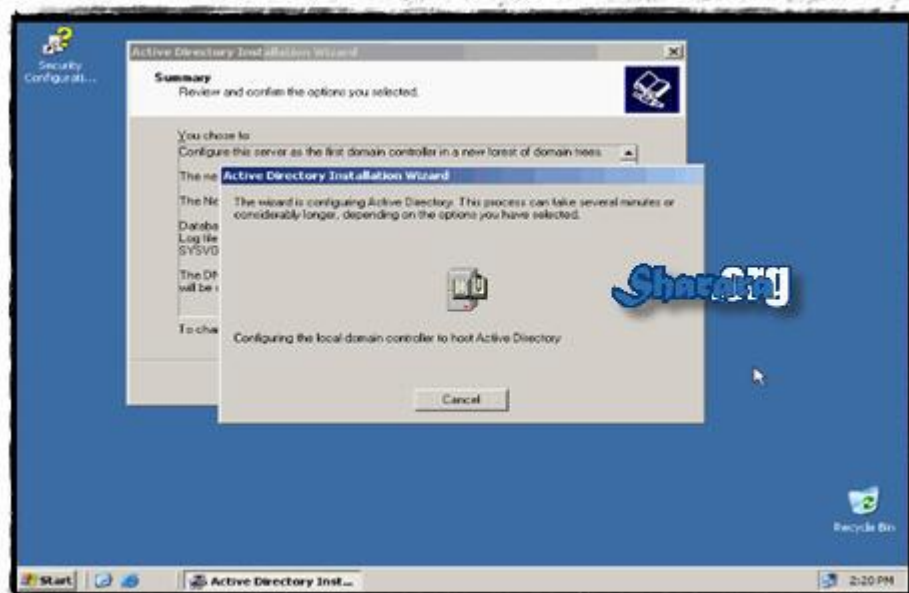 Security
Configurati...
Active Directory Installation Wizard
Summary
Review and confirm the options you selected.
You chose to:
Configure this server as the first domain controller in a new forest of domain trees.
The ne
The Net
Databa
Log file
SYSVO
The DN
will be
To cha
Active Directory Installation Wizard
The wizard is configuring Active Directory. This process can take several minutes or
considerably longer, depending on the options you have selected.
Configuring the local domain controller to host Active Directory
Cancel
Sharara.org
Recycle Bin
Start
Active Directory Inst...
2:20 PM